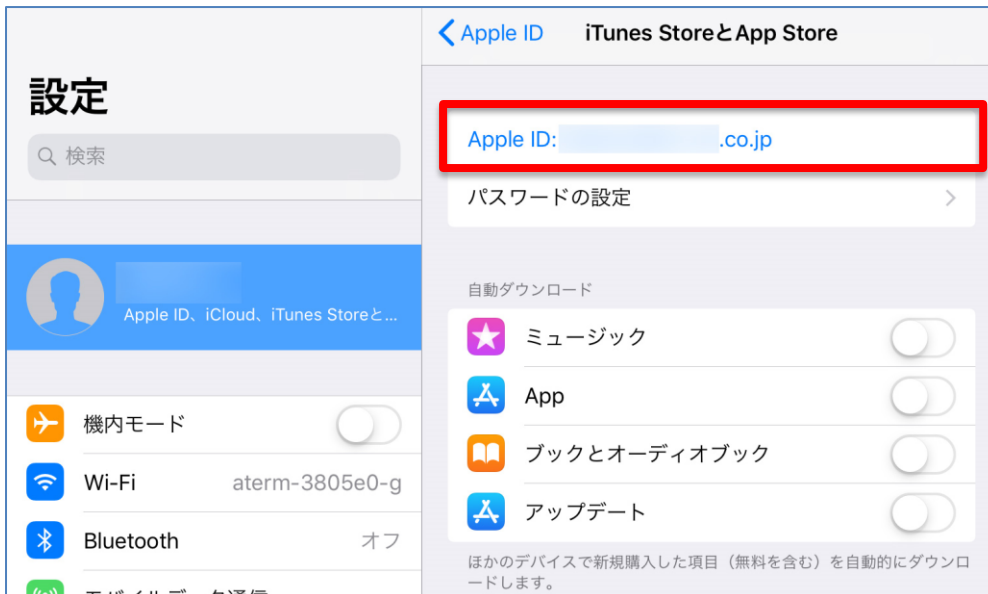 設定
検索
Apple ID、iCloud、iTunes Storeと...
機内モード
Wi-Fi aterm-3805e0-g
Bluetooth オフ
Apple ID iTunes StoreとApp Store
Apple ID: .co.jp
パスワードの設定
自動ダウンロード
ミュージック
App
ブックとオーディオブック
アップデート
ほかのデバイスで新規購入した項目（無料を含む）を自動的にダウンロ
ードします。